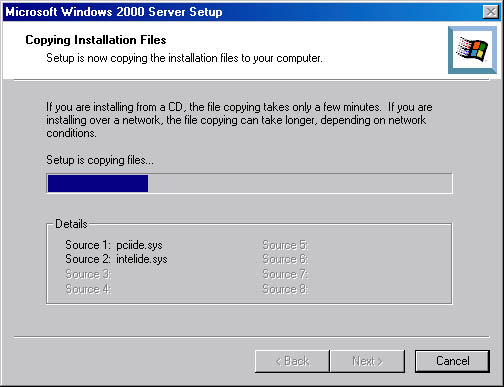 Microsoft Windows 2000 Server Setup
Copying Installation Files
Setup is now copying the installation files to your computer.
If you are installing from a CD, the file copying takes only a few minutes. If you are
installing over a network, the file copying can take longer, depending on network
conditions.
Setup is copying files...
Details
Source 1: pciide.sys Source 5:
Source 2: intelide.sys Source 6:
Source 3: Source 7:
Source 4: Source 8:
< Back Next > Cancel